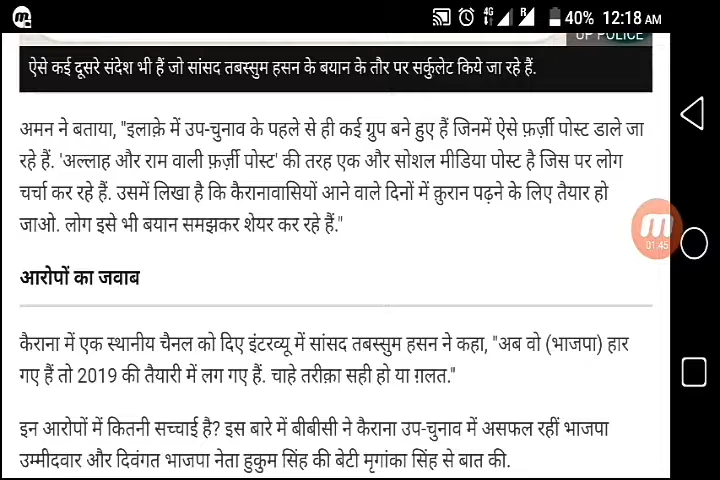 4G R 40% 12:18 AM
UP POLICE
ऐसे कई दूसरे संदेश भी हैं जो सांसद तबस्सुम हसन के बयान के तौर पर सर्कुलेट किये जा रहे हैं.
अमन ने बताया, "इलाक़े में उप-चुनाव के पहले से ही कई ग्रुप बने हुए हैं जिनमें ऐसे फ़र्ज़ी पोस्ट डाले जा
रहे हैं. 'अल्लाह और राम वाली फ़र्ज़ी पोस्ट' की तरह एक और सोशल मीडिया पोस्ट है जिस पर लोग
चर्चा कर रहे हैं. उसमें लिखा है कि कैरानावासियों आने वाले दिनों में क़ुरान पढ़ने के लिए तैयार हो
जाओ. लोग इसे भी बयान समझकर शेयर कर रहे हैं."
01:45
आरोपों का जवाब
कैराना में एक स्थानीय चैनल को दिए इंटरव्यू में सांसद तबस्सुम हसन ने कहा, "अब वो (भाजपा) हार
गए हैं तो 2019 की तैयारी में लग गए हैं. चाहे तरीक़ा सही हो या ग़लत."
इन आरोपों में कितनी सच्चाई है? इस बारे में बीबीसी ने कैराना उप-चुनाव में असफल रहीं भाजपा
उम्मीदवार और दिवंगत भाजपा नेता हुकुम सिंह की बेटी मृगांका सिंह से बात की.